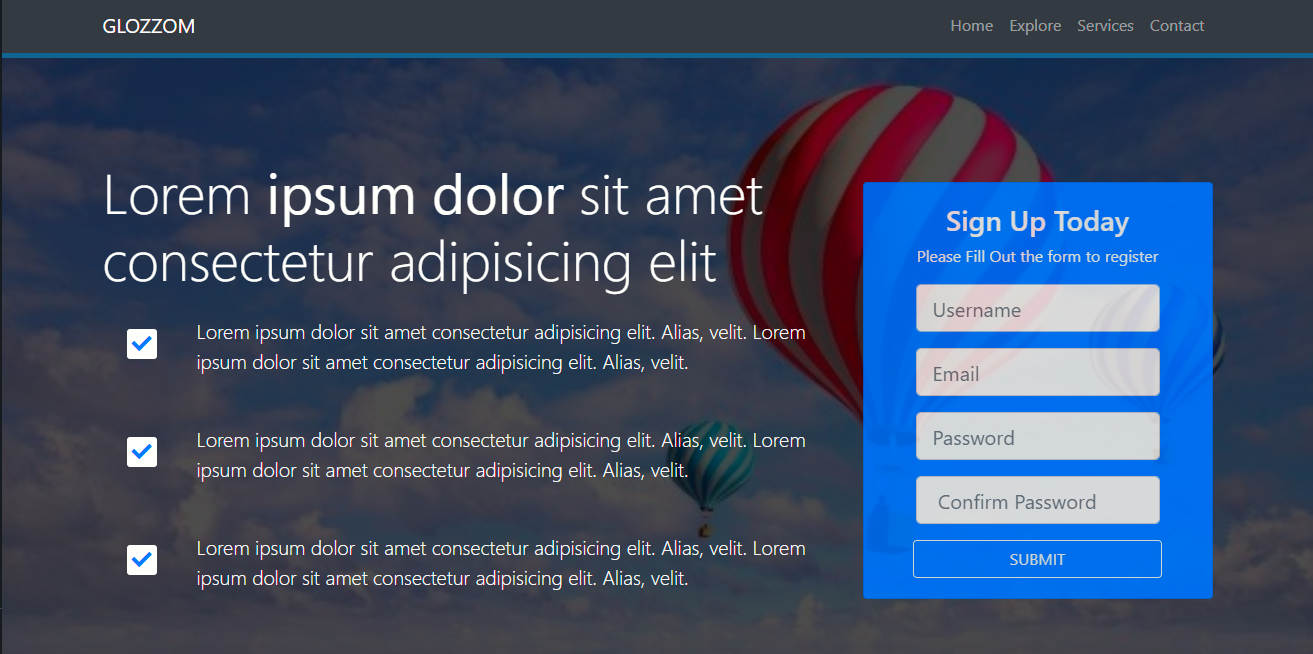 GLOZZOM
Home Explore Services Contact
Lorem ipsum dolor sit amet
consectetur adipisicing elit
Lorem ipsum dolor sit amet consectetur adipisicing elit. Alias, velit. Lorem
ipsum dolor sit amet consectetur adipisicing elit. Alias, velit.
Lorem ipsum dolor sit amet consectetur adipisicing elit. Alias, velit. Lorem
ipsum dolor sit amet consectetur adipisicing elit. Alias, velit.
Lorem ipsum dolor sit amet consectetur adipisicing elit. Alias, velit. Lorem
ipsum dolor sit amet consectetur adipisicing elit. Alias, velit.
Sign Up Today
Please Fill Out the form to register
Username
Email
Password
Confirm Password
SUBMIT